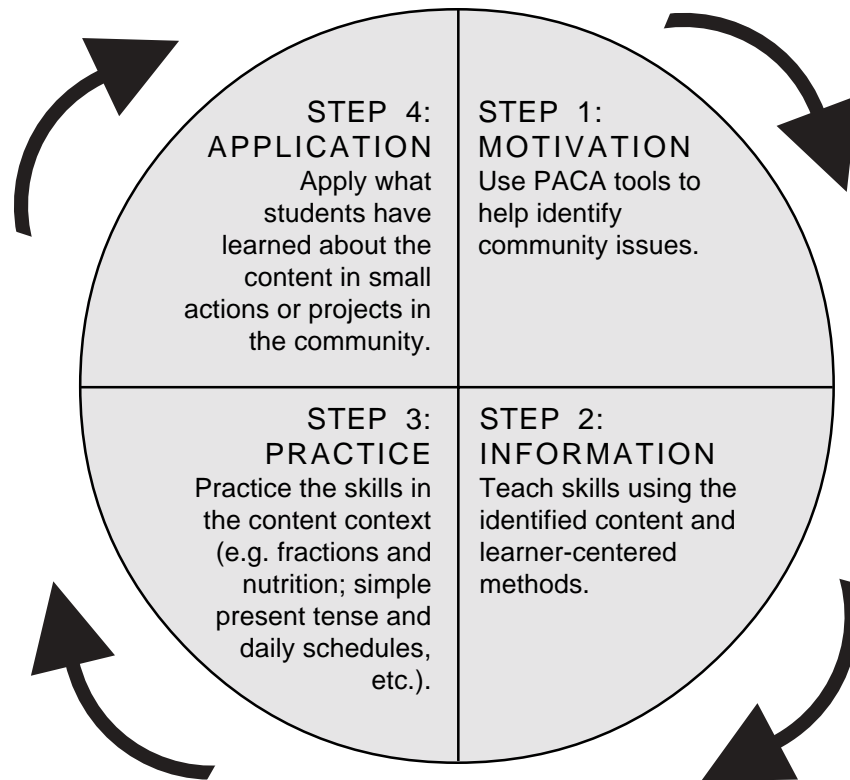 STEP 1:
MOTIVATION
Use PACA tools to
help identify
community issues.
STEP 2:
INFORMATION
Teach skills using the
identified content and
learner-centered
methods.
STEP 3:
PRACTICE
Practice the skills in
the content context
(e.g. fractions and
nutrition; simple
present tense and
daily schedules,
etc.).
STEP 4:
APPLICATION
Apply what
students have
learned about the
content in small
actions or projects in
the community.